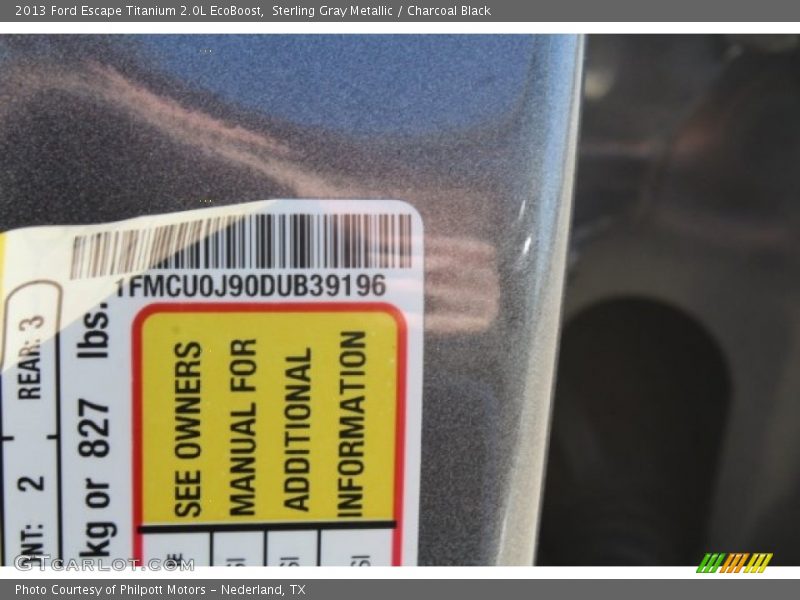 2013 Ford Escape Titanium 2.0L EcoBoost,  Sterling Gray Metallic / Charcoal Black
1FMCU0J90DUB39196
REAR: 3
NT: 2
kg or 827 lbs.
SEE OWNERS
MANUAL FOR
ADDITIONAL
INFORMATION
GTcarlot.com
Photo Courtesy of Philpott Motors - Nederland, TX